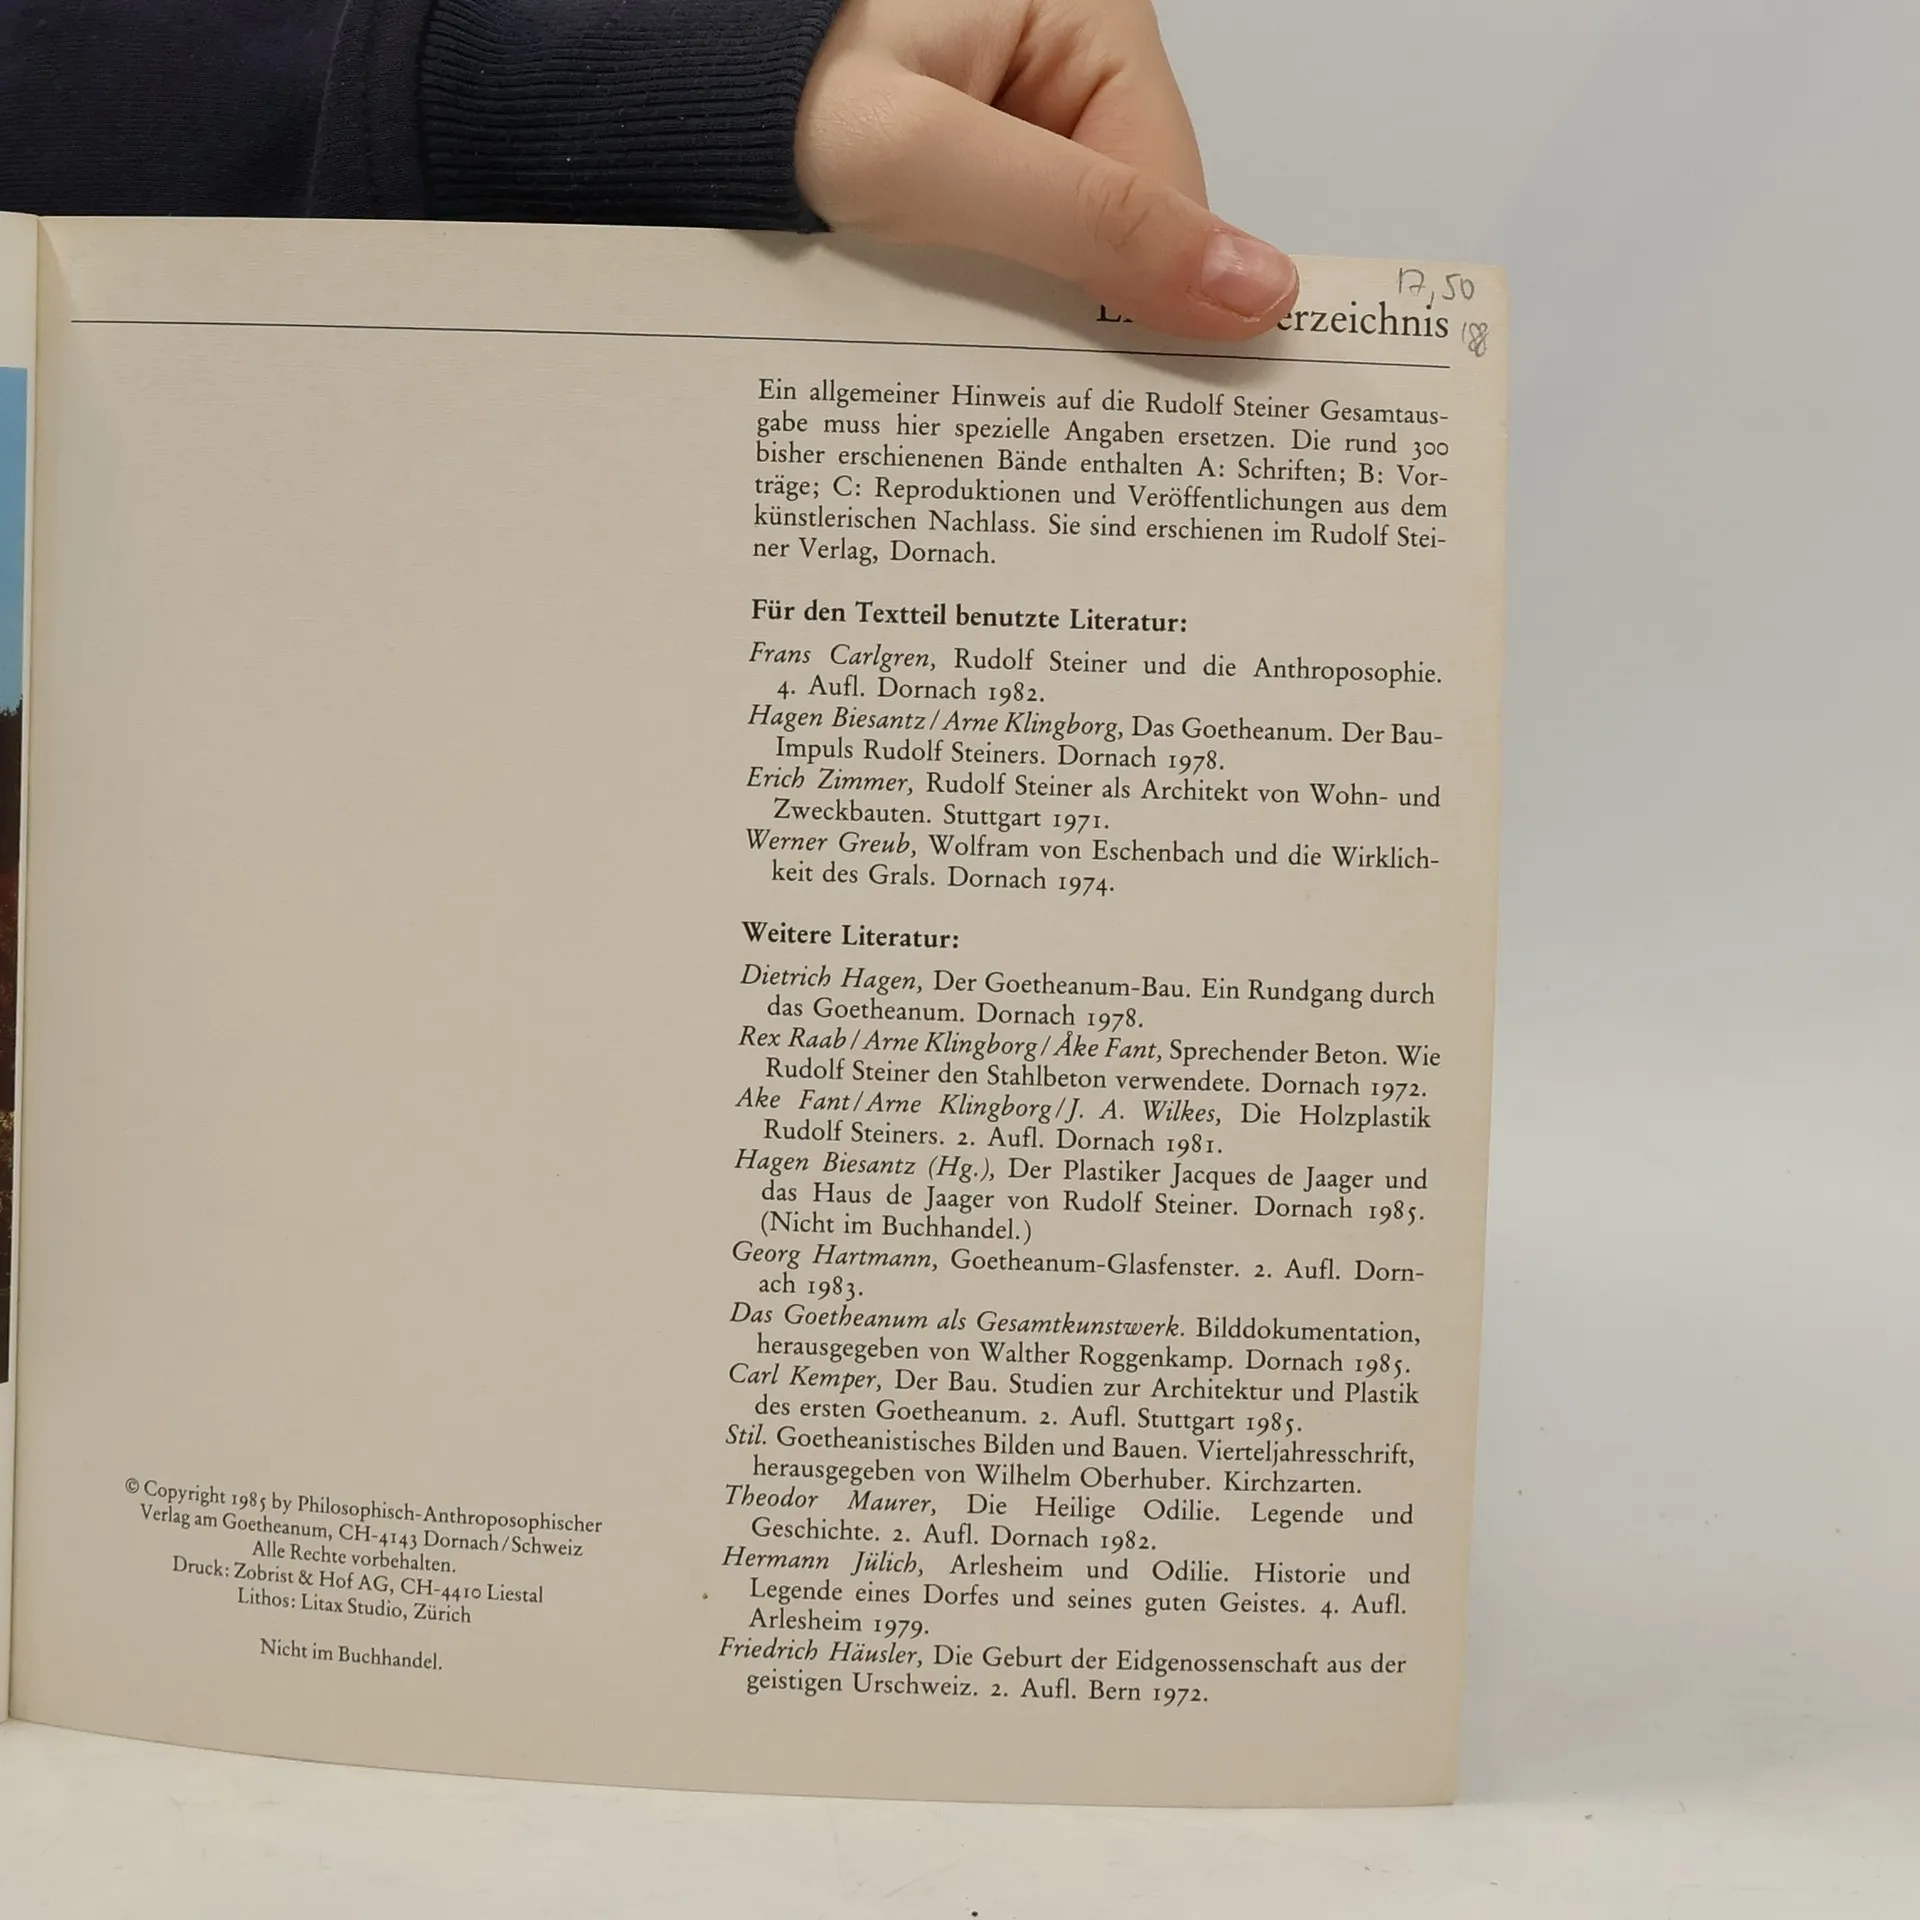 17,50
erzeichnis
Ein allgemeiner Hinweis auf die Rudolf Steiner Gesamtaus-
gabe muss hier spezielle Angaben ersetzen. Die rund 300
bisher erschienenen Bände enthalten A: Schriften; B: Vor-
träge; C: Reproduktionen und Veröffentlichungen aus dem
künstlerischen Nachlass. Sie sind erschienen im Rudolf Stei-
ner Verlag, Dornach.
Für den Textteil benutzte Literatur:
Frans Carlgren, Rudolf Steiner und die Anthroposophie.
4. Aufl. Dornach 1982.
Hagen Biesantz/Arne Klingborg, Das Goetheanum. Der Bau-
Impuls Rudolf Steiners. Dornach 1978.
Erich Zimmer, Rudolf Steiner als Architekt von Wohn- und
Zweckbauten. Stuttgart 1971.
Werner Greub, Wolfram von Eschenbach und die Wirklich-
keit des Grals. Dornach 1974.
Weitere Literatur:
Dietrich Hagen, Der Goetheanum-Bau. Ein Rundgang durch
das Goetheanum. Dornach 1978.
Rex Raab/Arne Klingborg/Åke Fant, Sprechender Beton. Wie
Rudolf Steiner den Stahlbeton verwendete. Dornach 1972.
Ake Fant/Arne Klingborg/J. A. Wilkes, Die Holzplastik
Rudolf Steiners. 2. Aufl. Dornach 1981.
Hagen Biesantz (Hg.), Der Plastiker Jacques de Jaager und
das Haus de Jaager von Rudolf Steiner. Dornach 1985.
(Nicht im Buchhandel.)
Georg Hartmann, Goetheanum-Glasfenster. 2. Aufl. Dorn-
ach 1983.
Das Goetheanum als Gesamtkunstwerk. Bilddokumentation,
herausgegeben von Walther Roggenkamp. Dornach 1985.
Carl Kemper, Der Bau. Studien zur Architektur und Plastik
des ersten Goetheanum. 2. Aufl. Stuttgart 1985.
Stil. Goetheanistisches Bilden und Bauen. Vierteljahresschrift,
herausgegeben von Wilhelm Oberhuber. Kirchzarten.
Theodor Maurer, Die Heilige Odilie. Legende und
Geschichte. 2. Aufl. Dornach 1982.
Hermann Jülich, Arlesheim und Odilie. Historie und
Legende eines Dorfes und seines guten Geistes. 4. Aufl.
Arlesheim 1979.
Friedrich Häusler, Die Geburt der Eidgenossenschaft aus der
geistigen Urschweiz. 2. Aufl. Bern 1972.
© Copyright 1985 by Philosophisch-Anthroposophischer
Verlag am Goetheanum, CH-4143 Dornach/Schweiz
Alle Rechte vorbehalten.
Druck: Zobrist & Hof AG, CH-4410 Liestal
Lithos: Litax Studio, Zürich
Nicht im Buchhandel.